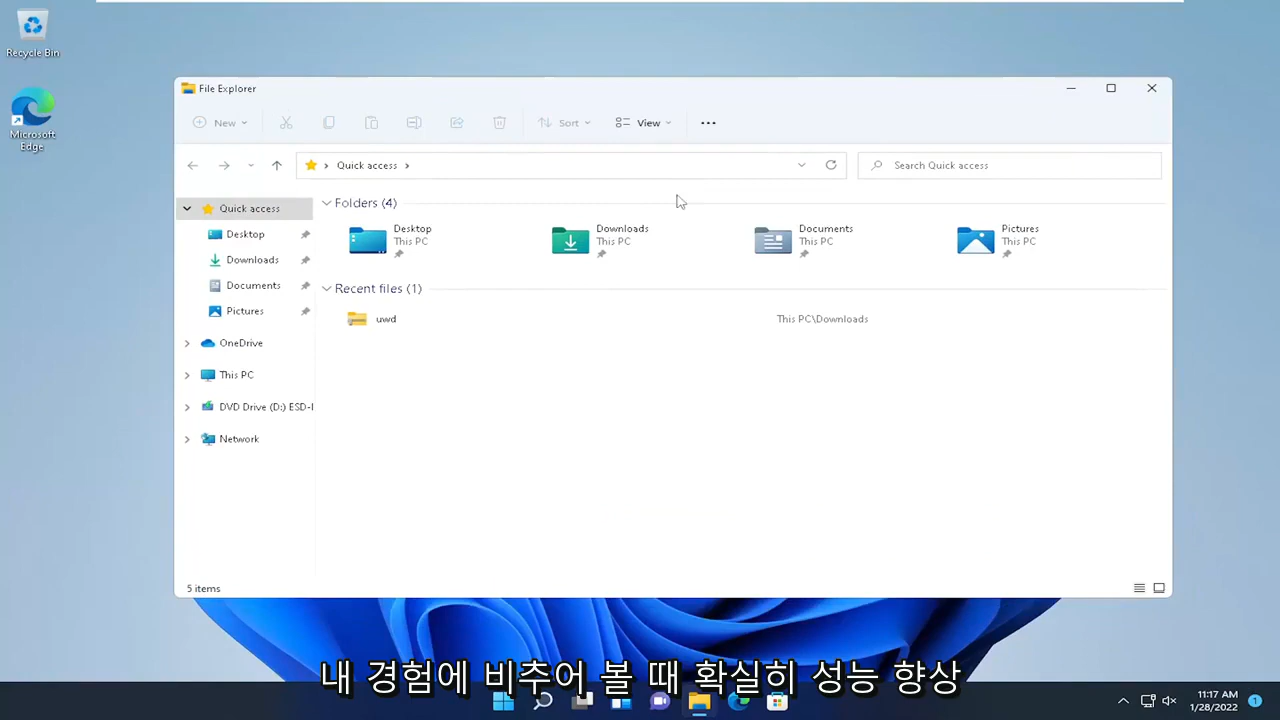 Recycle Bin
Microsoft
Edge
File Explorer
New
Sort
View
Quick access
Search Quick access
Quick access
Desktop
Downloads
Documents
Pictures
OneDrive
This PC
DVD Drive (D:) ESD-I
Network
Folders (4)
Desktop
This PC
Downloads
This PC
Documents
This PC
Pictures
This PC
Recent files (1)
uwd
This PC\Downloads
5 items
내 경험에 비추어 볼 때 확실히 성능 향상
11:17 AM
1/28/2022
1